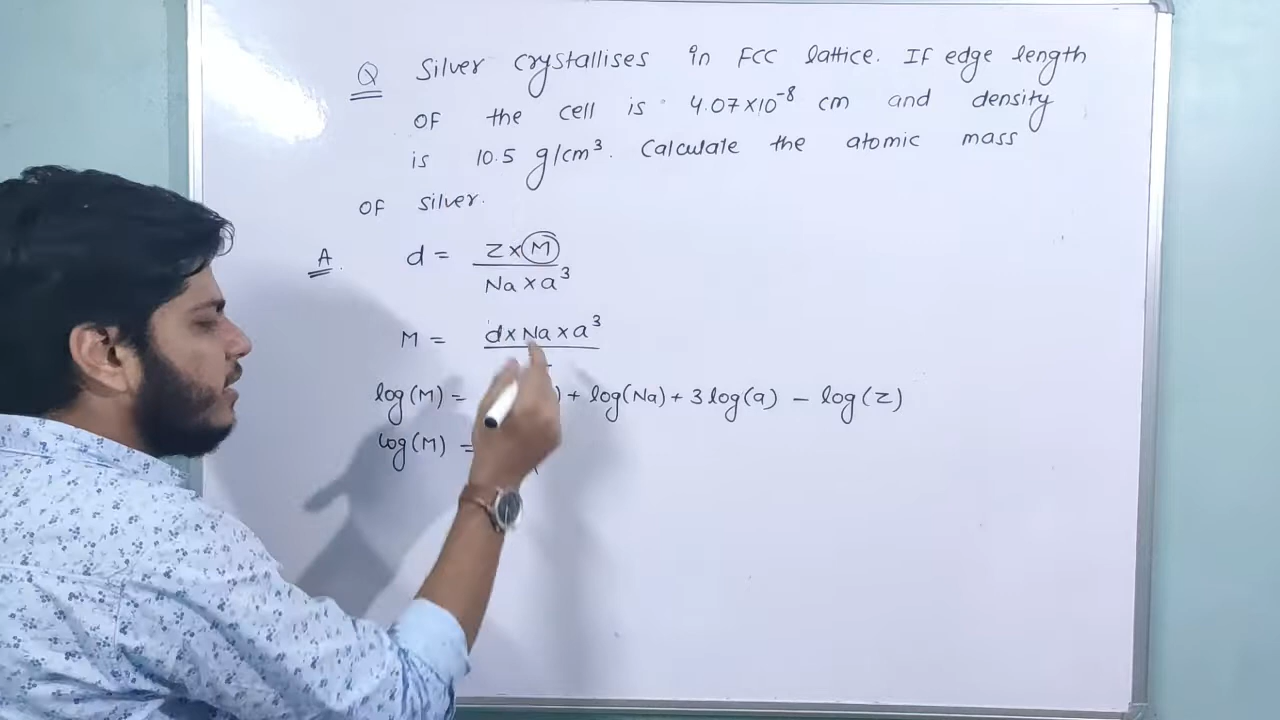 Q Silver crystallises in FCC lattice. If edge length
OF the cell is 4.07×10⁻⁸ cm and density
is 10.5 g/cm³. Calculate the atomic mass
OF silver.
A. d = Z×M / Na×a³
M = d×Na×a³
log(M) = ) + log(Na) + 3 log(a) − log(Z)
log(M) =